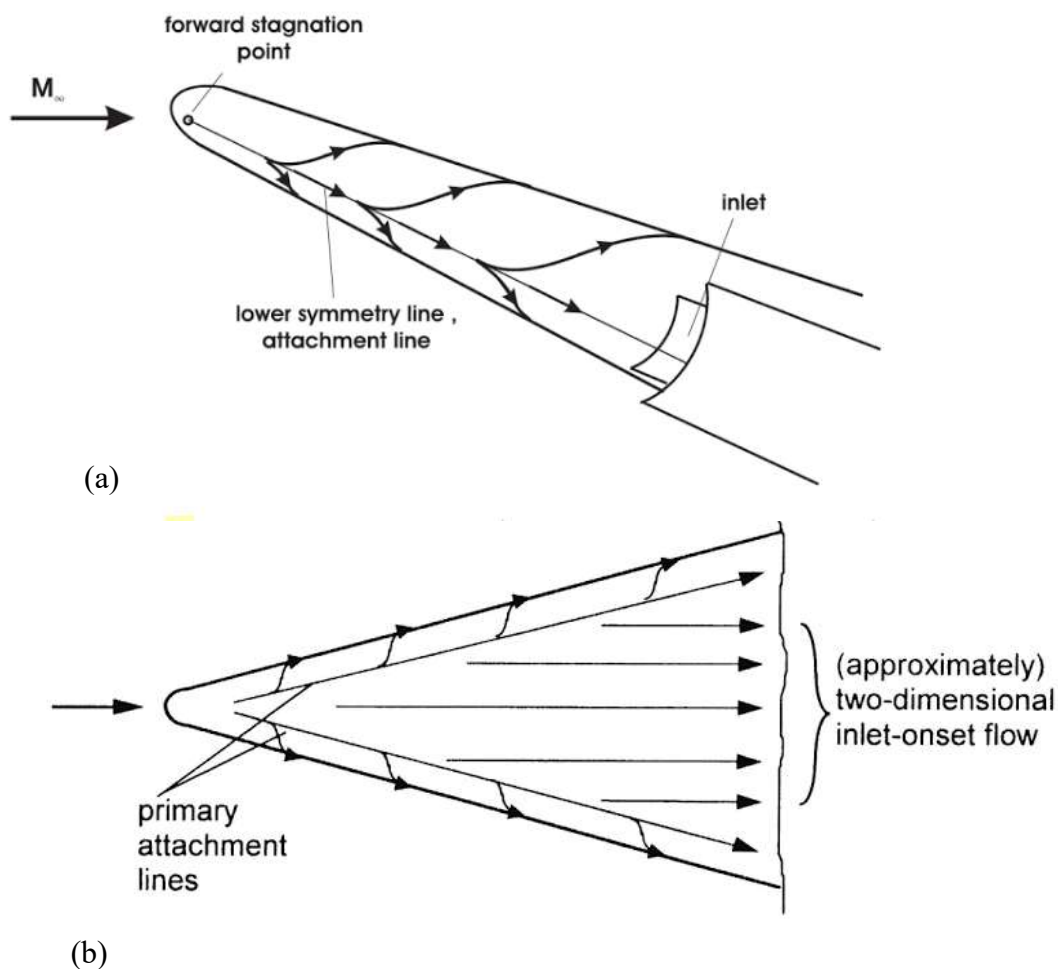 forward stagnation
point
M∞
inlet
lower symmetry line ,
attachment line
(a)
(approximately)
two-dimensional
inlet-onset flow
primary
attachment
lines
(b)